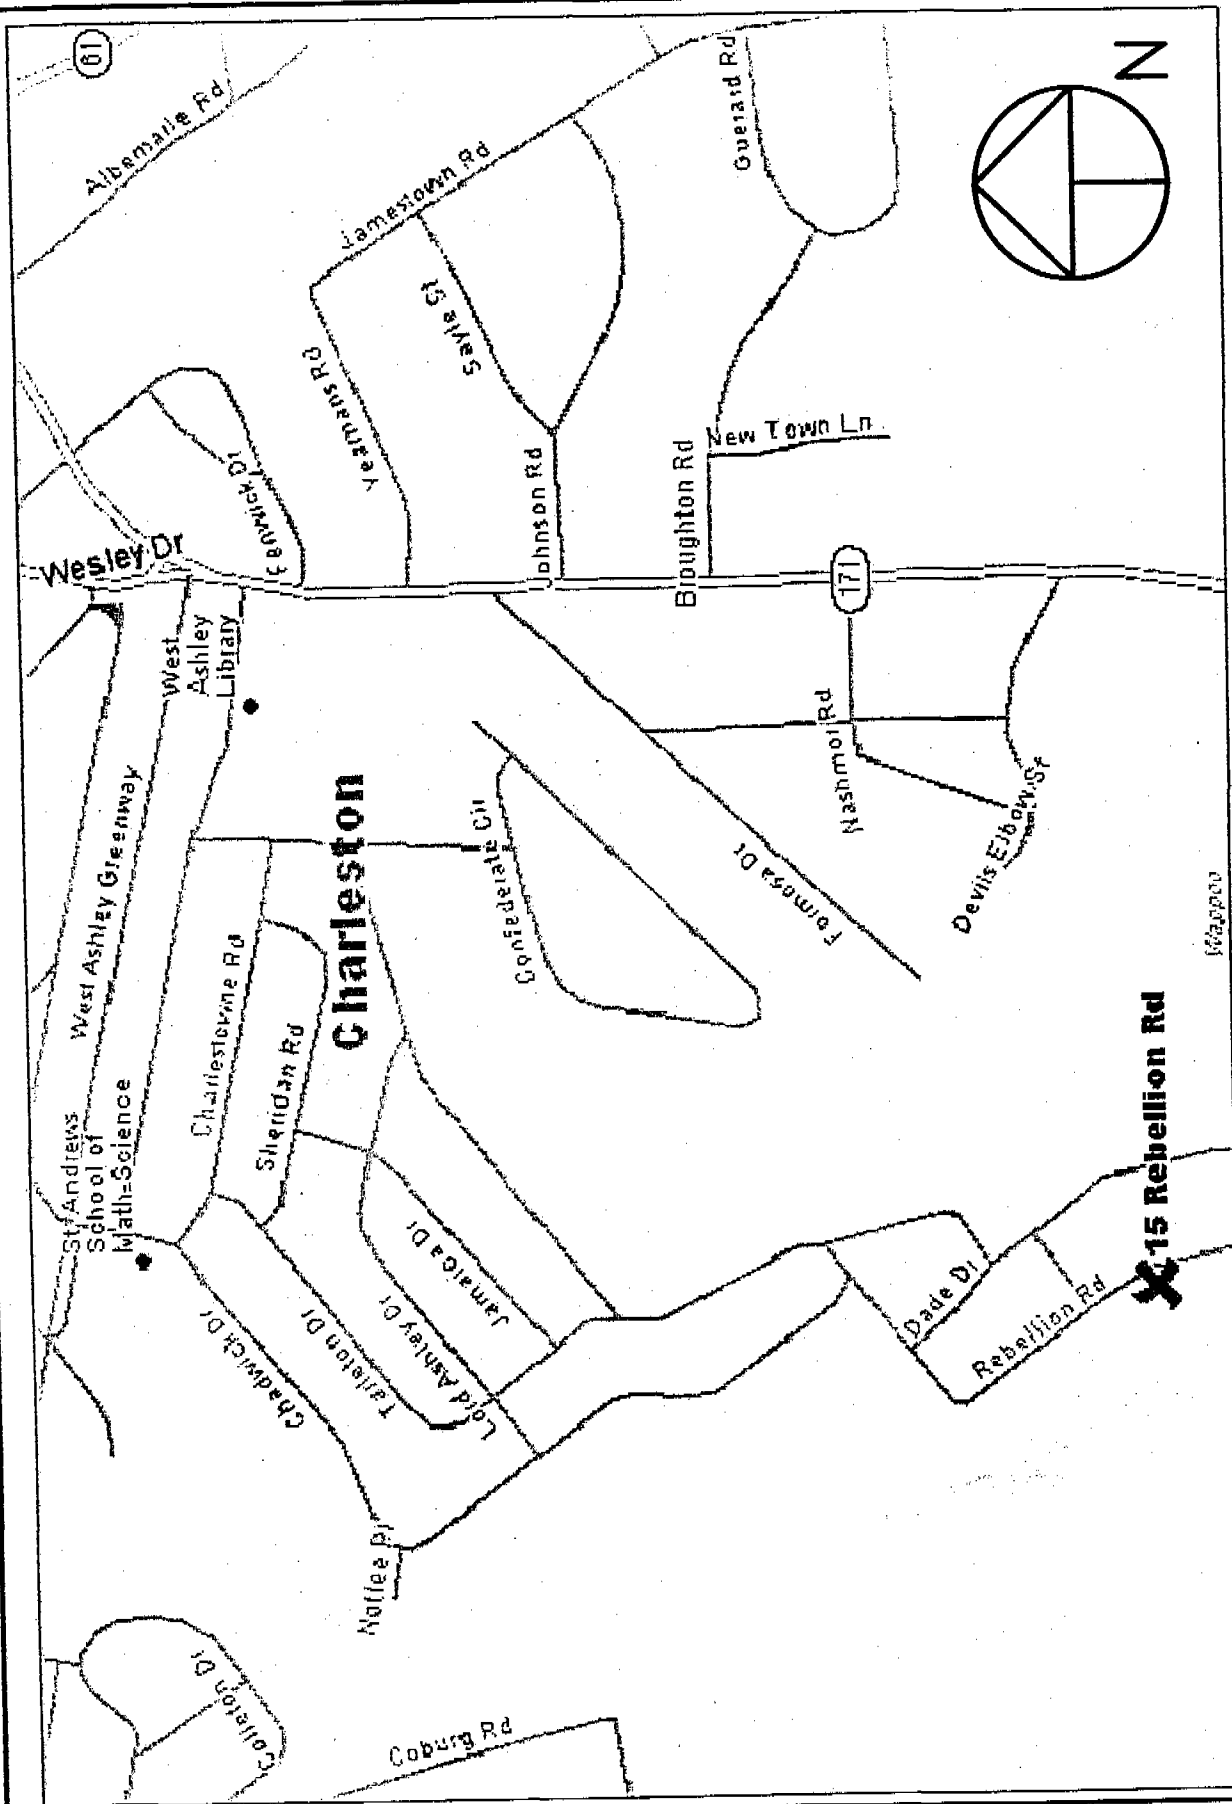 61
Albemarle Rd
Jamestown Rd
Guerard Rd
N
Sayle St
Yeamans Rd
Fenwick Dr
Wesley Dr
Johnson Rd
Broughton Rd
New Town Ln
171
West
Ashley
Library
West Ashley Greenway
Charleston
Confederate Cir
Formosa Dr
Nashmor Rd
Devils Elbow St
Wappoo
Charlestowne Rd
Sheridan Rd
St Andrews
School of
Math-Science
Chadwick Dr
Tarleton Dr
Lord Ashley Dr
Jamaica Dr
Dade Dr
Rebellion Rd
15 Rebellion Rd
Noffee Pl
Colleton Dr
Coburg Rd